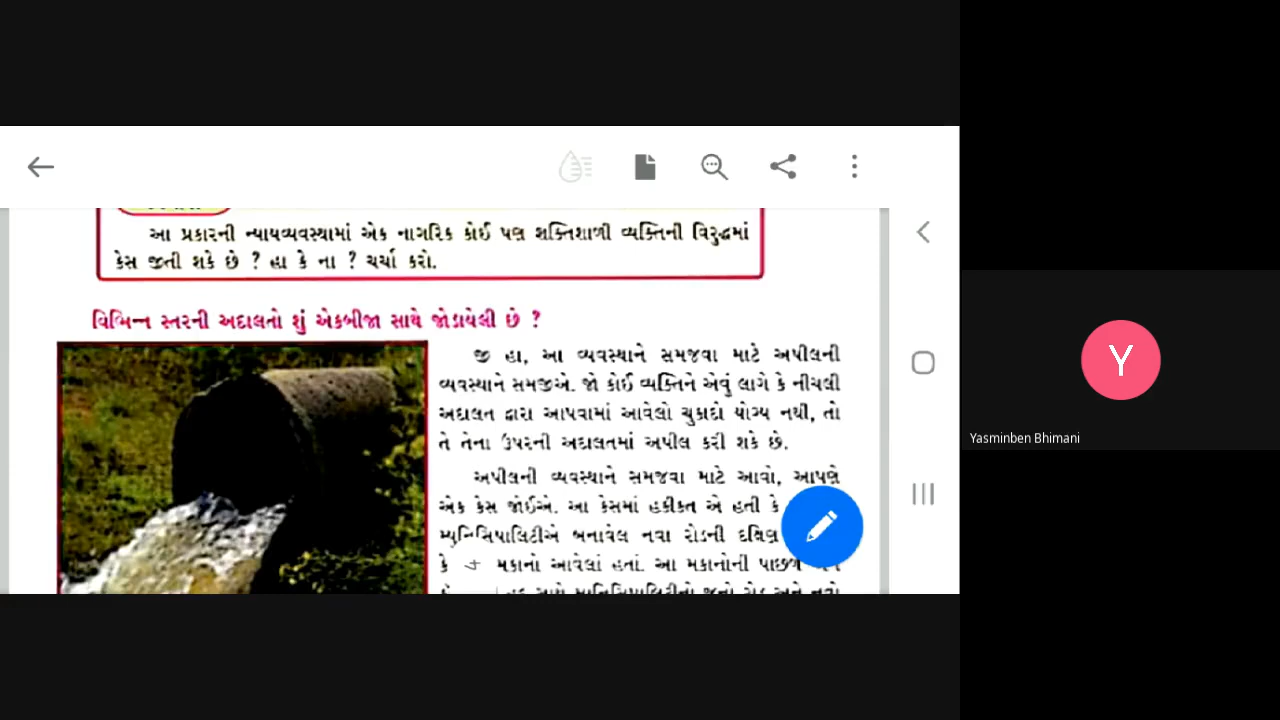 આ પ્રકારની ન્યાયવ્યવસ્થામાં એક નાગરિક કોઈ પણ શક્તિશાળી વ્યક્તિની વિરુદ્ધમાં
કેસ જીતી શકે છે ? હા કે ના ? ચર્ચા કરો.
વિભિન્ન સ્તરની અદાલતો શું એકબીજા સાથે જોડાયેલી છે ?
જી હા, આ વ્યવસ્થાને સમજવા માટે અપીલની
વ્યવસ્થાને સમજીએ. જો કોઈ વ્યક્તિને એવું લાગે કે નીચલી
અદાલત દ્વારા આપવામાં આવેલો ચુકાદો યોગ્ય નથી, તો
તે તેના ઉપરની અદાલતમાં અપીલ કરી શકે છે.
અપીલની વ્યવસ્થાને સમજવા માટે આવો, આપણે
એક કેસ જોઈએ. આ કેસમાં હકીકત એ હતી કે
મ્યુનિસિપાલિટીએ બનાવેલ નવા રોડની દક્ષિણ
કે મકાનો આવેલાં હતાં. આ મકાનોની પાછળ
Yasminben Bhimani
Y